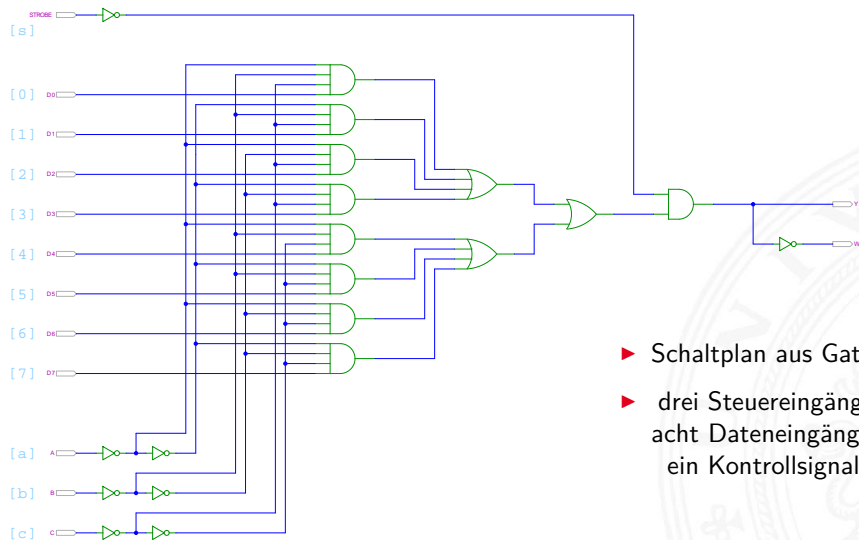 STROBE
[s]
[0] D0
[1] D1
[2] D2
[3] D3
[4] D4
[5] D5
[6] D6
[7] D7
[a] A
[b] B
[c] C
Y
W
► Schaltplan aus Gat
► drei Steuereingäng
acht Dateneingäng
ein Kontrollsignal